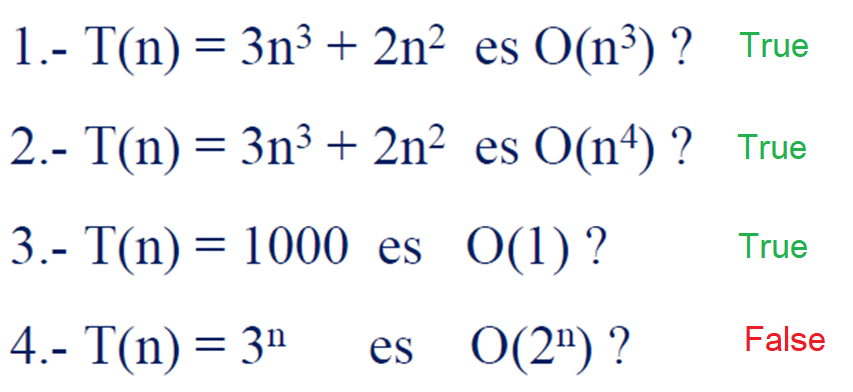 1.- T(n) = 3n³ + 2n² es O(n³) ? True
2.- T(n) = 3n³ + 2n² es O(n⁴) ? True
3.- T(n) = 1000 es O(1) ? True
4.- T(n) = 3ⁿ es O(2ⁿ) ? False